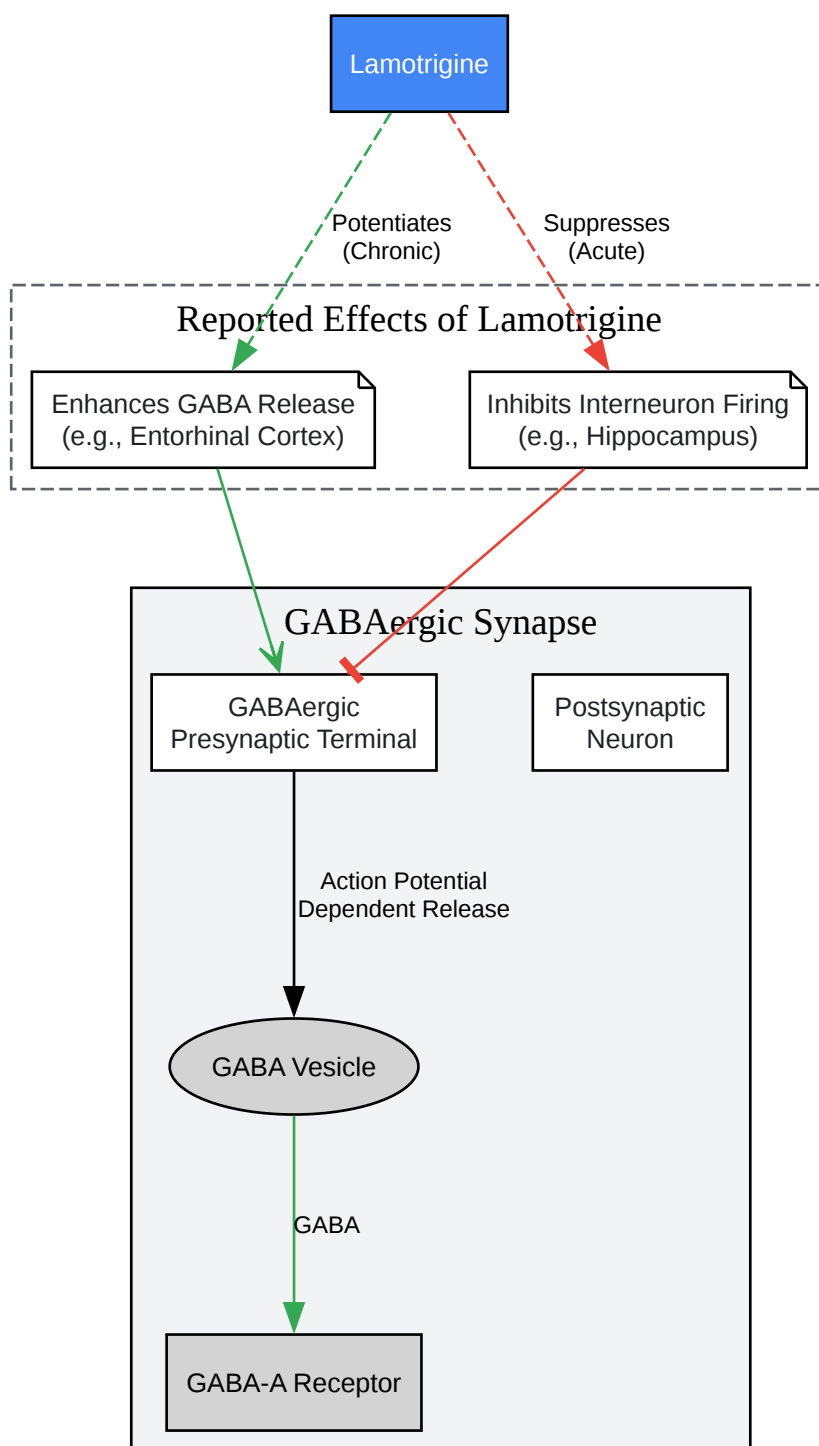 Lamotrigine
Potentiates
(Chronic)
Suppresses
(Acute)
Reported Effects of Lamotrigine
Enhances GABA Release
(e.g., Entorhinal Cortex)
Inhibits Interneuron Firing
(e.g., Hippocampus)
GABAergic Synapse
GABAergic
Presynaptic Terminal
Postsynaptic
Neuron
Action Potential
Dependent Release
GABA Vesicle
GABA
GABA-A Receptor